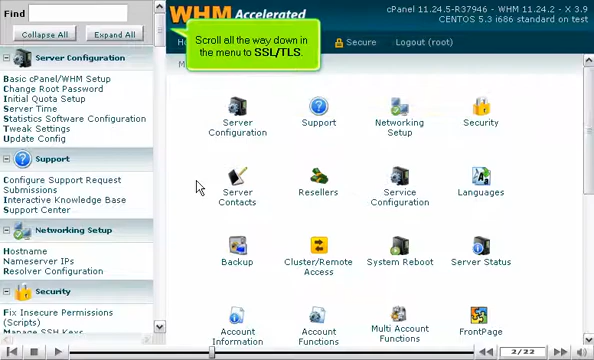 Find
Collapse All
Expand All
Server Configuration
Basic cPanel/WHM Setup
Change Root Password
Initial Quota Setup
Server Time
Statistics Software Configuration
Tweak Settings
Update Config
Support
Configure Support Request
Submissions
Interactive Knowledge Base
Support Center
Networking Setup
Hostname
Nameserver IPs
Resolver Configuration
Security
Fix Insecure Permissions
(Scripts)
Manage SSH Keys
WHM Accelerated
cPanel 11.24.5-R37946 - WHM 11.24.2 - X 3.9
CENTOS 5.3 i686 standard on test
Secure
Logout (root)
Scroll all the way down in
the menu to SSL/TLS.
Server
Configuration
Support
Networking
Setup
Security
Server
Contacts
Resellers
Service
Configuration
Languages
Backup
Cluster/Remote
Access
System Reboot
Server Status
Account
Information
Account
Functions
Multi Account
Functions
FrontPage
2/22